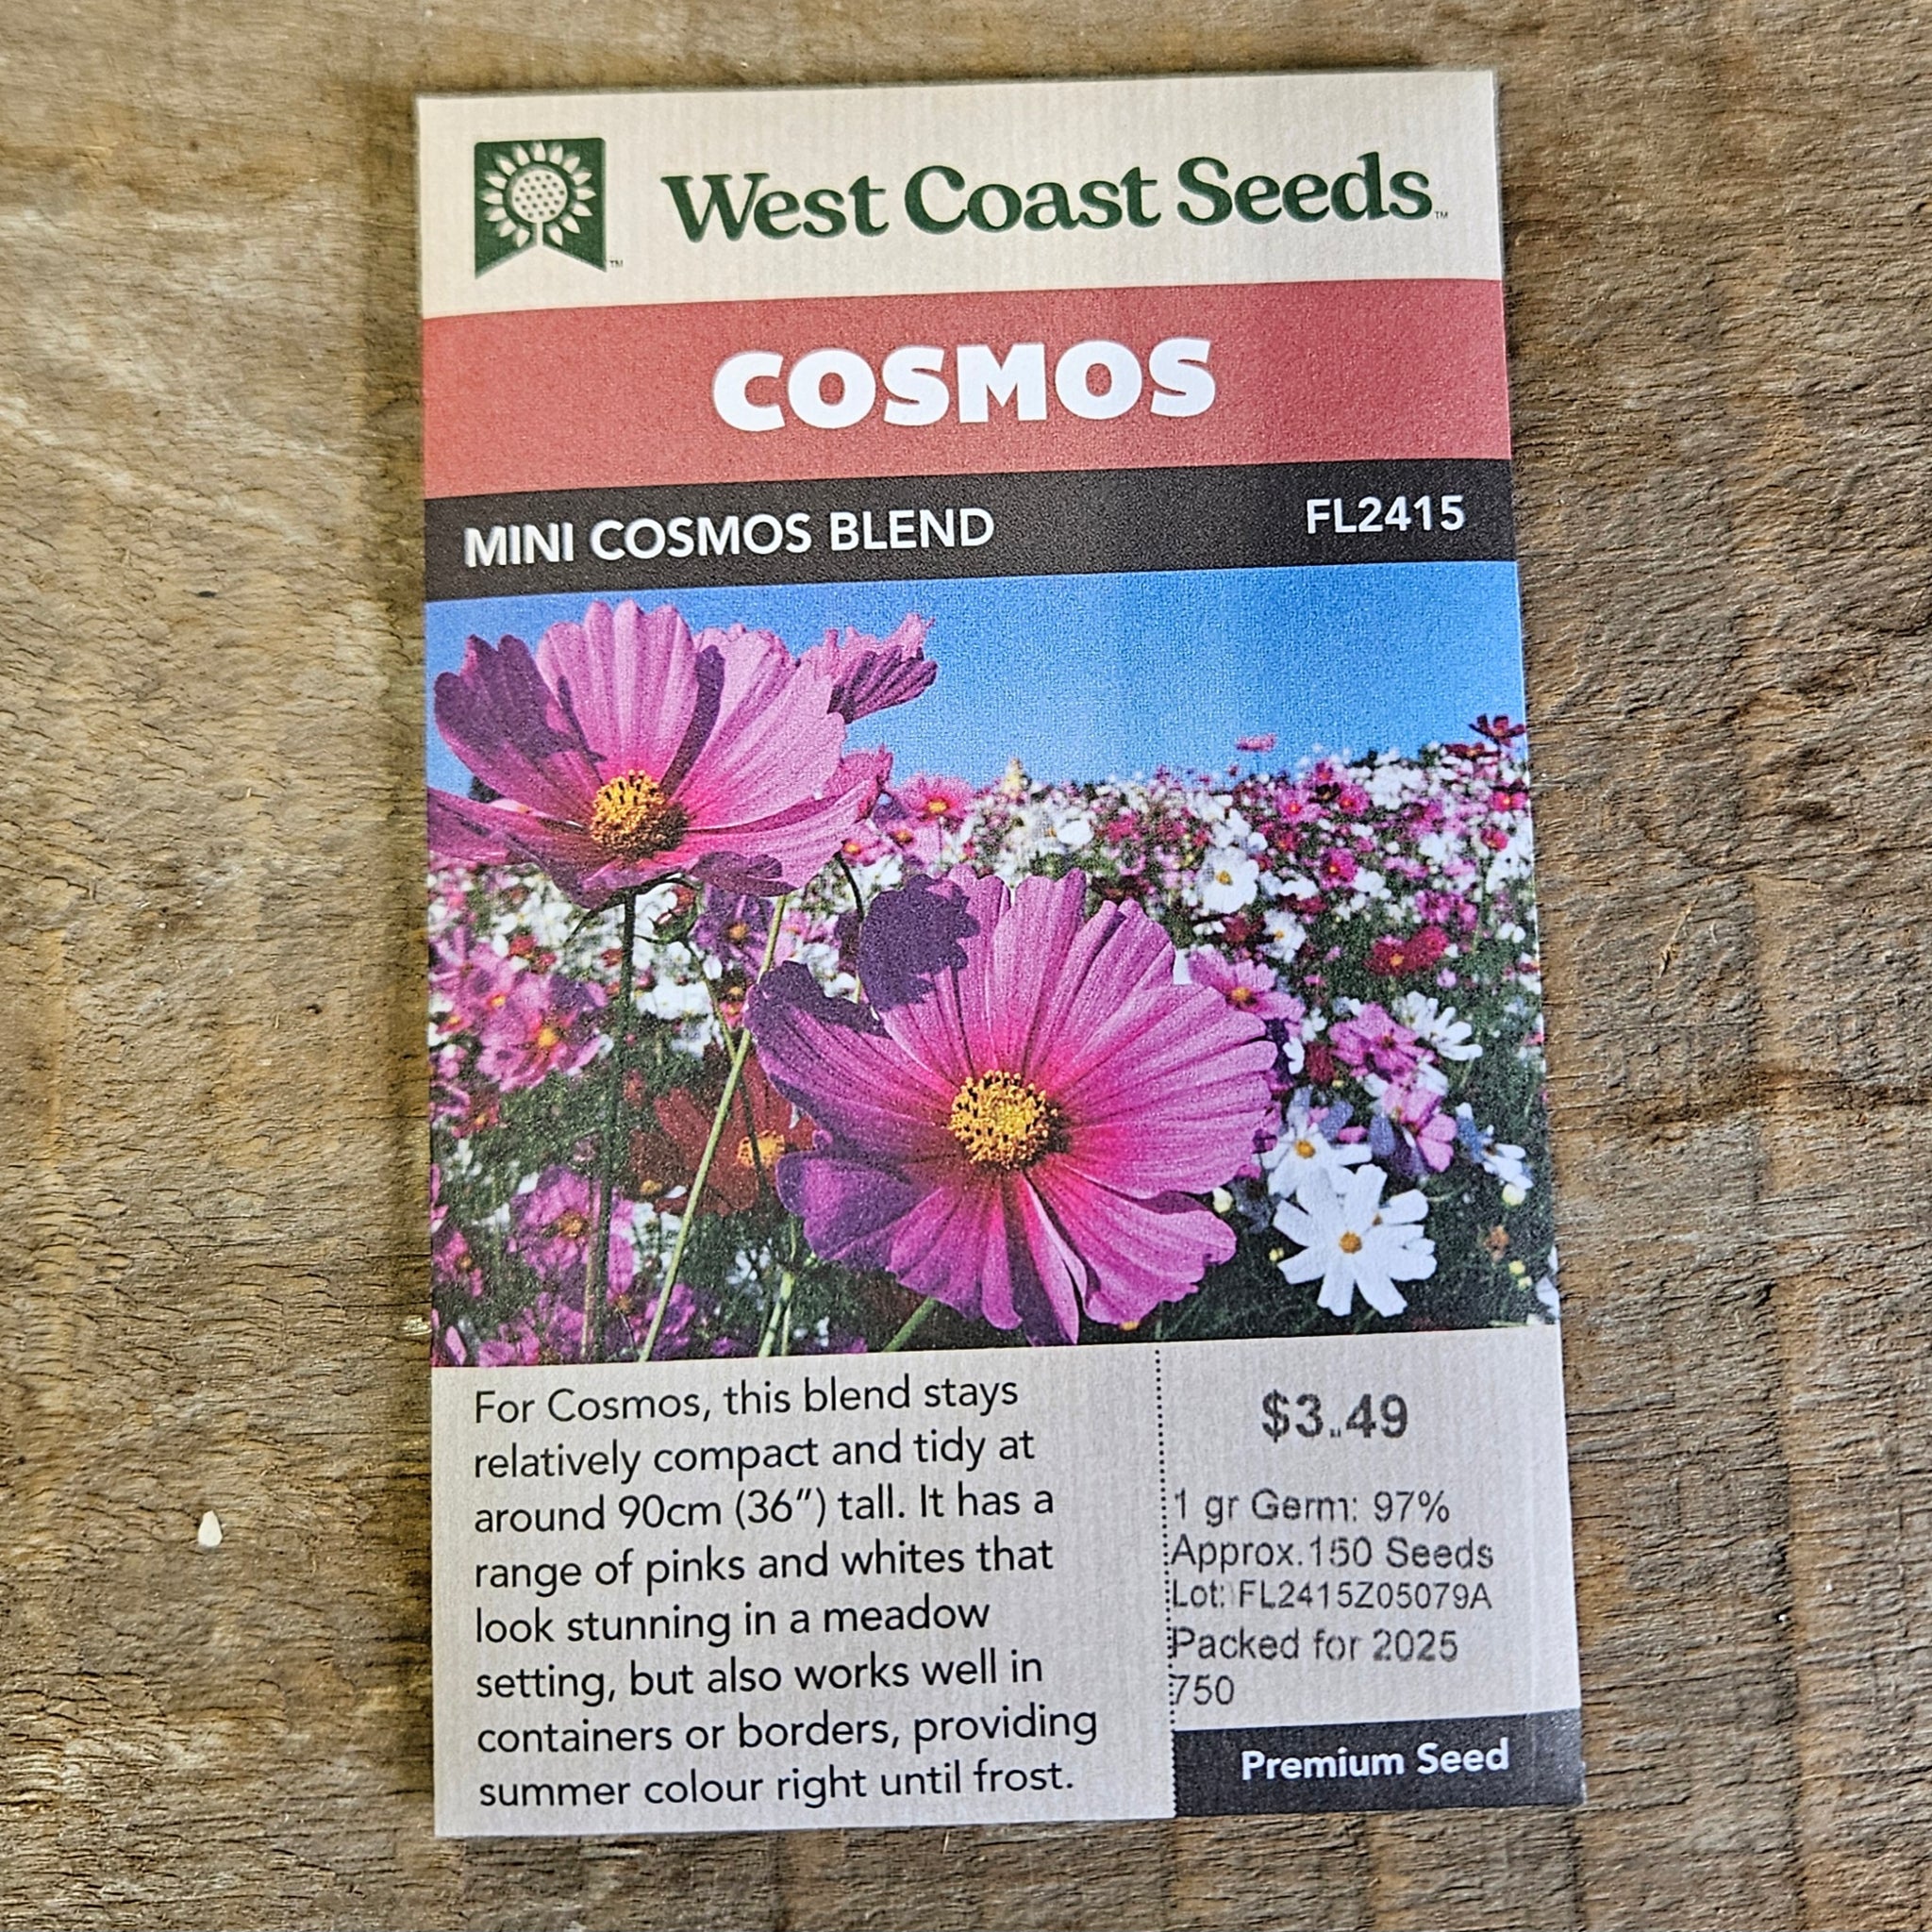 West Coast Seeds™
™
COSMOS
MINI COSMOS BLEND FL2415
For Cosmos, this blend stays
relatively compact and tidy at
around 90cm (36”) tall. It has a
range of pinks and whites that
look stunning in a meadow
setting, but also works well in
containers or borders, providing
summer colour right until frost.
$3.49
1 gr Germ: 97%
Approx.150 Seeds
Lot: FL2415Z05079A
Packed for 2025
750
Premium Seed